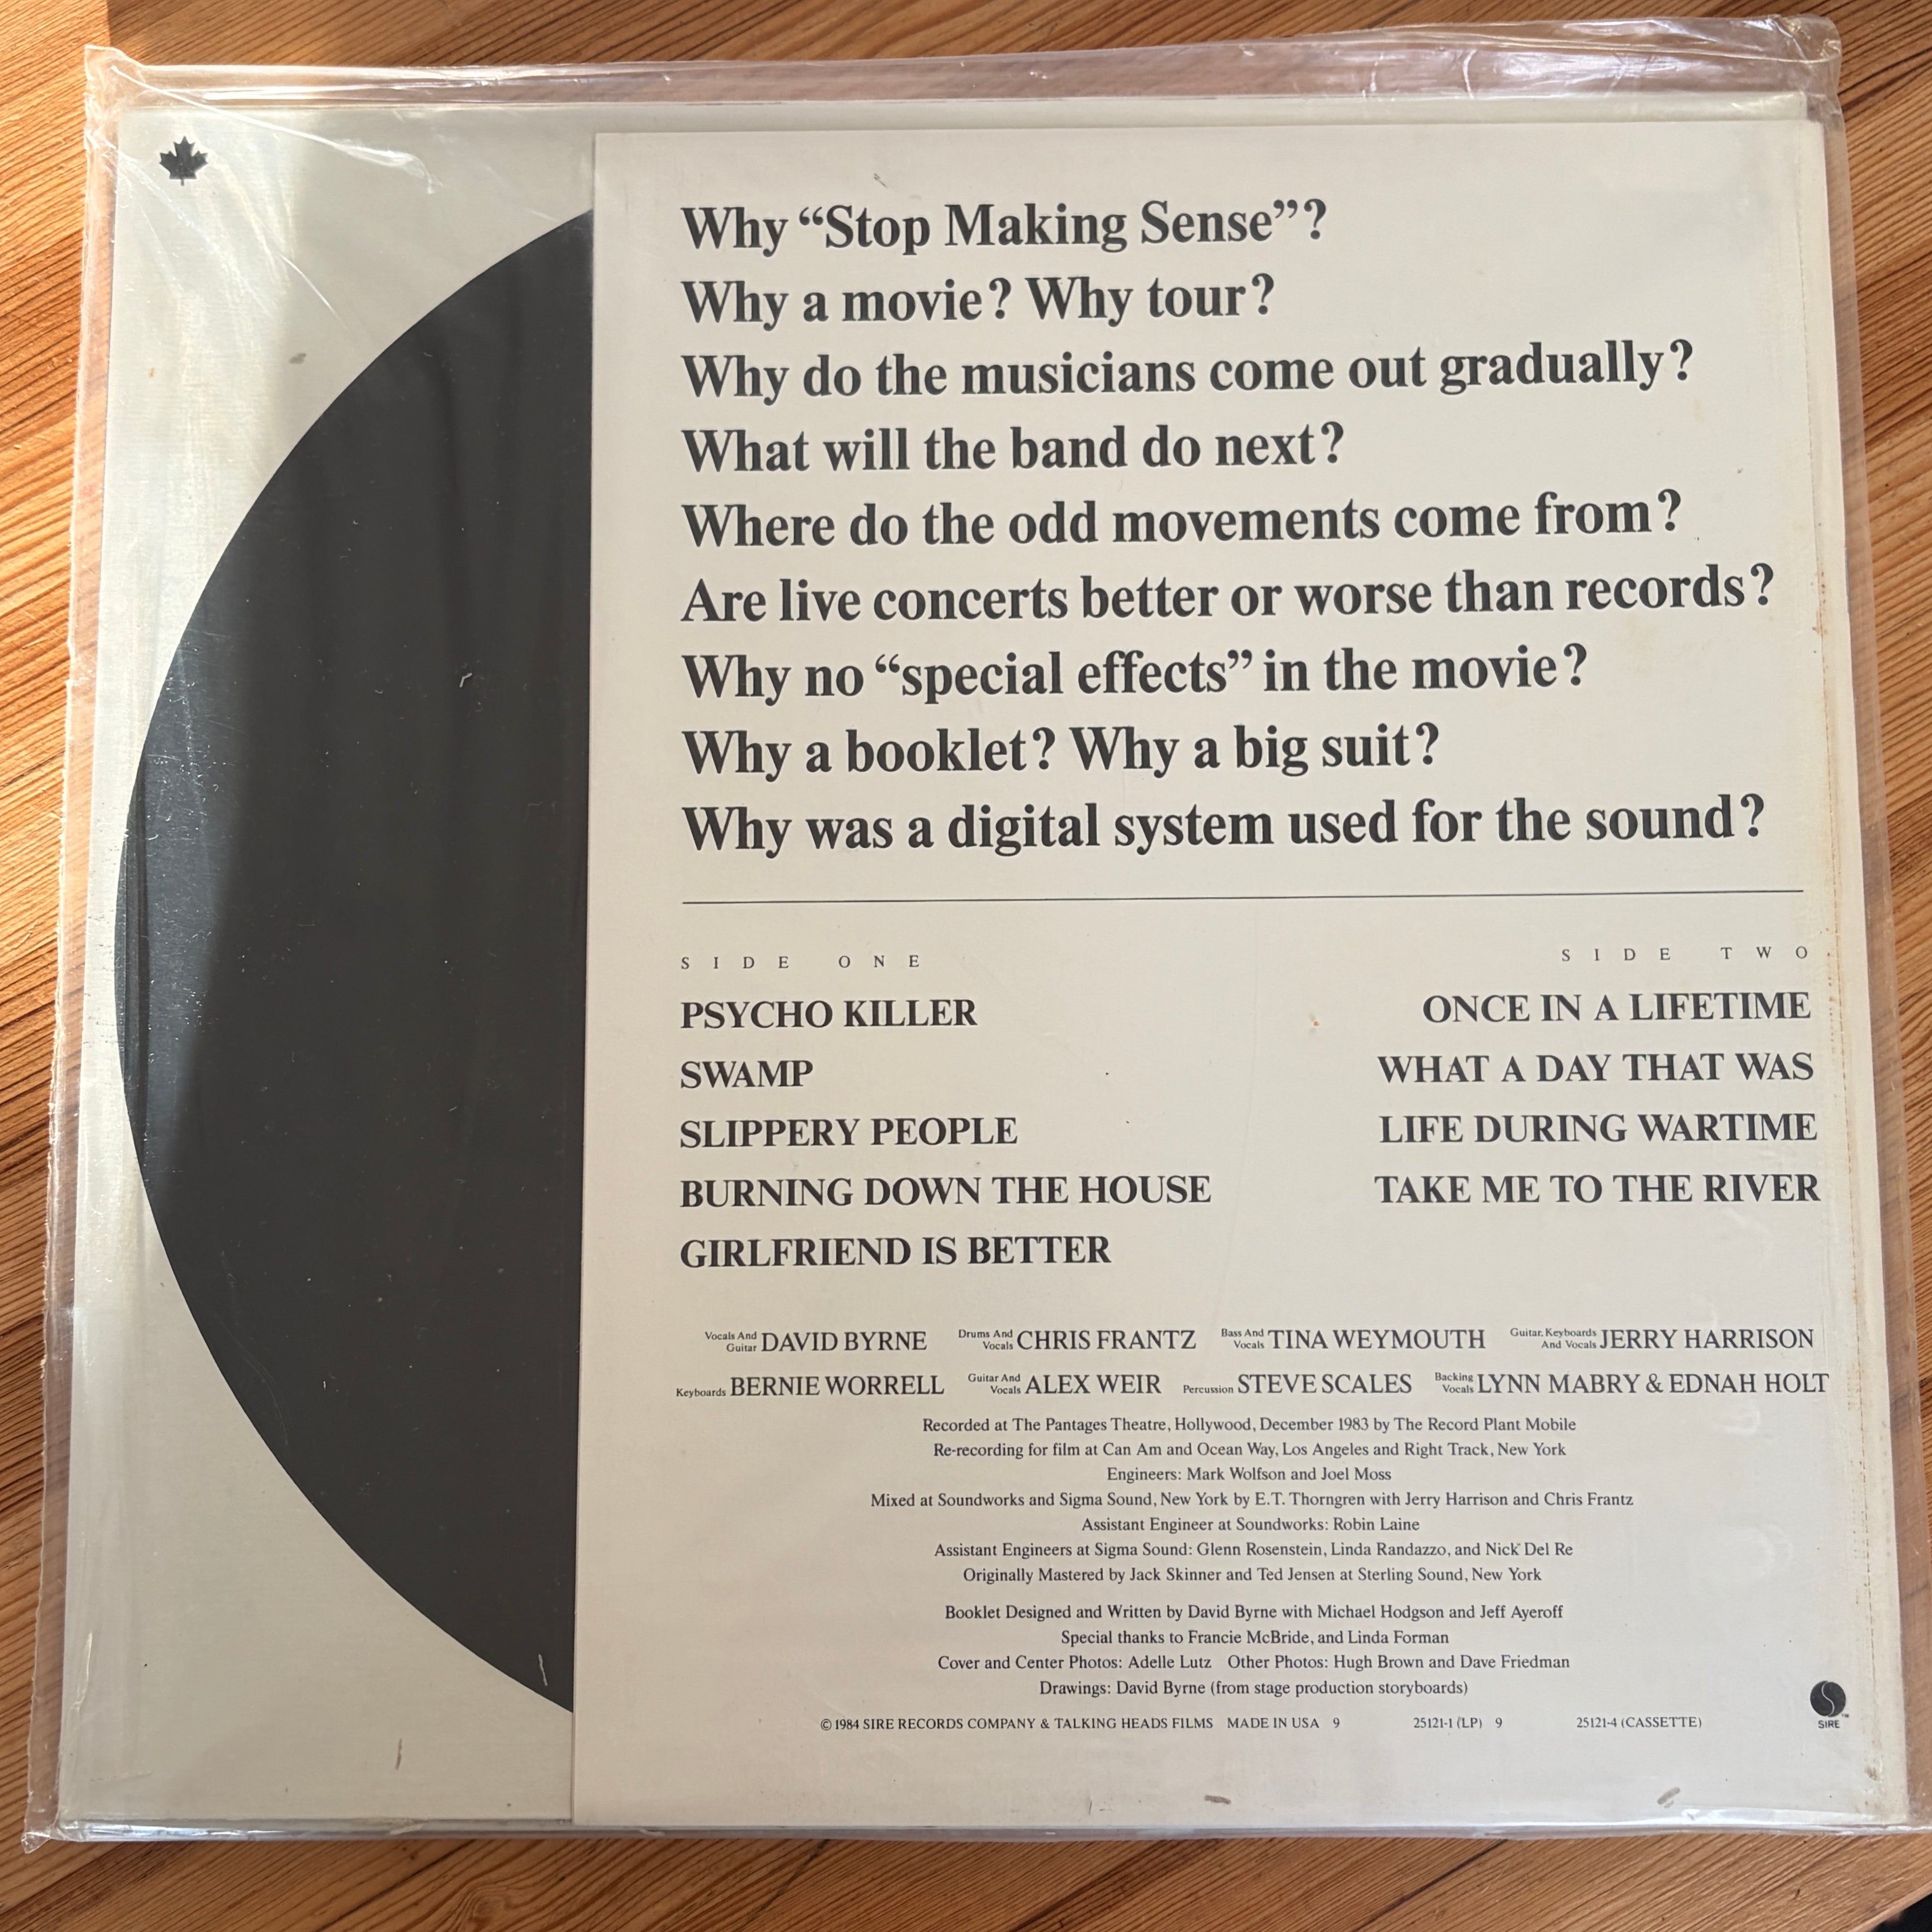 Why “Stop Making Sense”?
Why a movie? Why tour?
Why do the musicians come out gradually?
What will the band do next?
Where do the odd movements come from?
Are live concerts better or worse than records?
Why no “special effects” in the movie?
Why a booklet? Why a big suit?
Why was a digital system used for the sound?
SIDE ONE
PSYCHO KILLER
SWAMP
SLIPPERY PEOPLE
BURNING DOWN THE HOUSE
GIRLFRIEND IS BETTER
SIDE TWO
ONCE IN A LIFETIME
WHAT A DAY THAT WAS
LIFE DURING WARTIME
TAKE ME TO THE RIVER
Vocals And Guitar DAVID BYRNE Drums And Vocals CHRIS FRANTZ Bass And Vocals TINA WEYMOUTH Guitar, Keyboards And Vocals JERRY HARRISON
Keyboards BERNIE WORRELL Guitar And Vocals ALEX WEIR Percussion STEVE SCALES Backing Vocals LYNN MABRY & EDNAH HOLT
Recorded at The Pantages Theatre, Hollywood, December 1983 by The Record Plant Mobile
Re-recording for film at Can Am and Ocean Way, Los Angeles and Right Track, New York
Engineers: Mark Wolfson and Joel Moss
Mixed at Soundworks and Sigma Sound, New York by E.T. Thorngren with Jerry Harrison and Chris Frantz
Assistant Engineer at Soundworks: Robin Laine
Assistant Engineers at Sigma Sound: Glenn Rosenstein, Linda Randazzo, and Nick Del Re
Originally Mastered by Jack Skinner and Ted Jensen at Sterling Sound, New York
Booklet Designed and Written by David Byrne with Michael Hodgson and Jeff Ayeroff
Special thanks to Francie McBride, and Linda Forman
Cover and Center Photos: Adelle Lutz Other Photos: Hugh Brown and Dave Friedman
Drawings: David Byrne (from stage production storyboards)
© 1984 SIRE RECORDS COMPANY & TALKING HEADS FILMS MADE IN USA 9 25121-1 (LP) 9 25121-4 (CASSETTE)
SIRE™